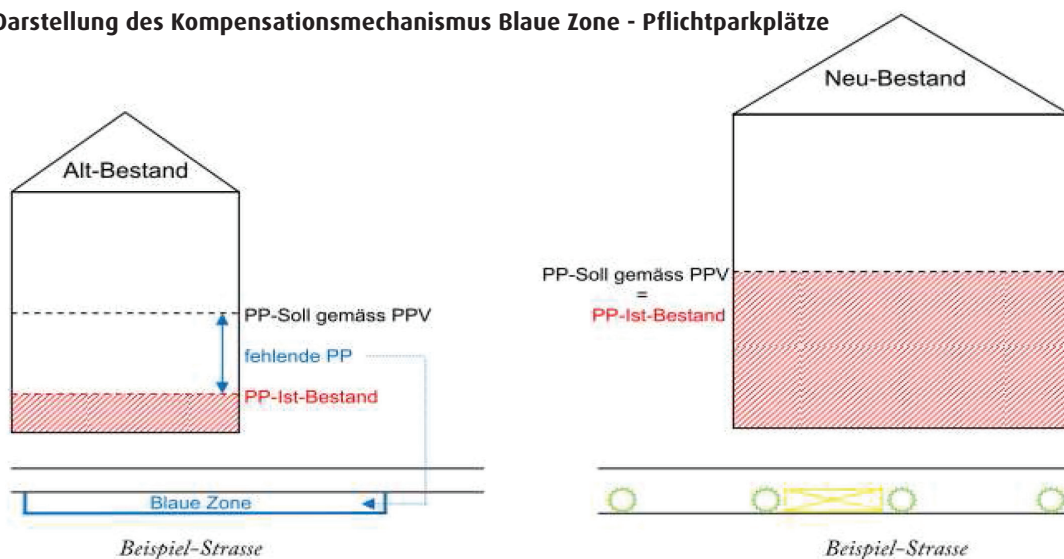 Darstellung des Kompensationsmechanismus Blaue Zone - Pflichtparkplätze
Alt-Bestand
PP-Soll gemäss PPV
fehlende PP
PP-Ist-Bestand
Blaue Zone
Beispiel-Strasse
Neu-Bestand
PP-Soll gemäss PPV
=
PP-Ist-Bestand
Beispiel-Strasse